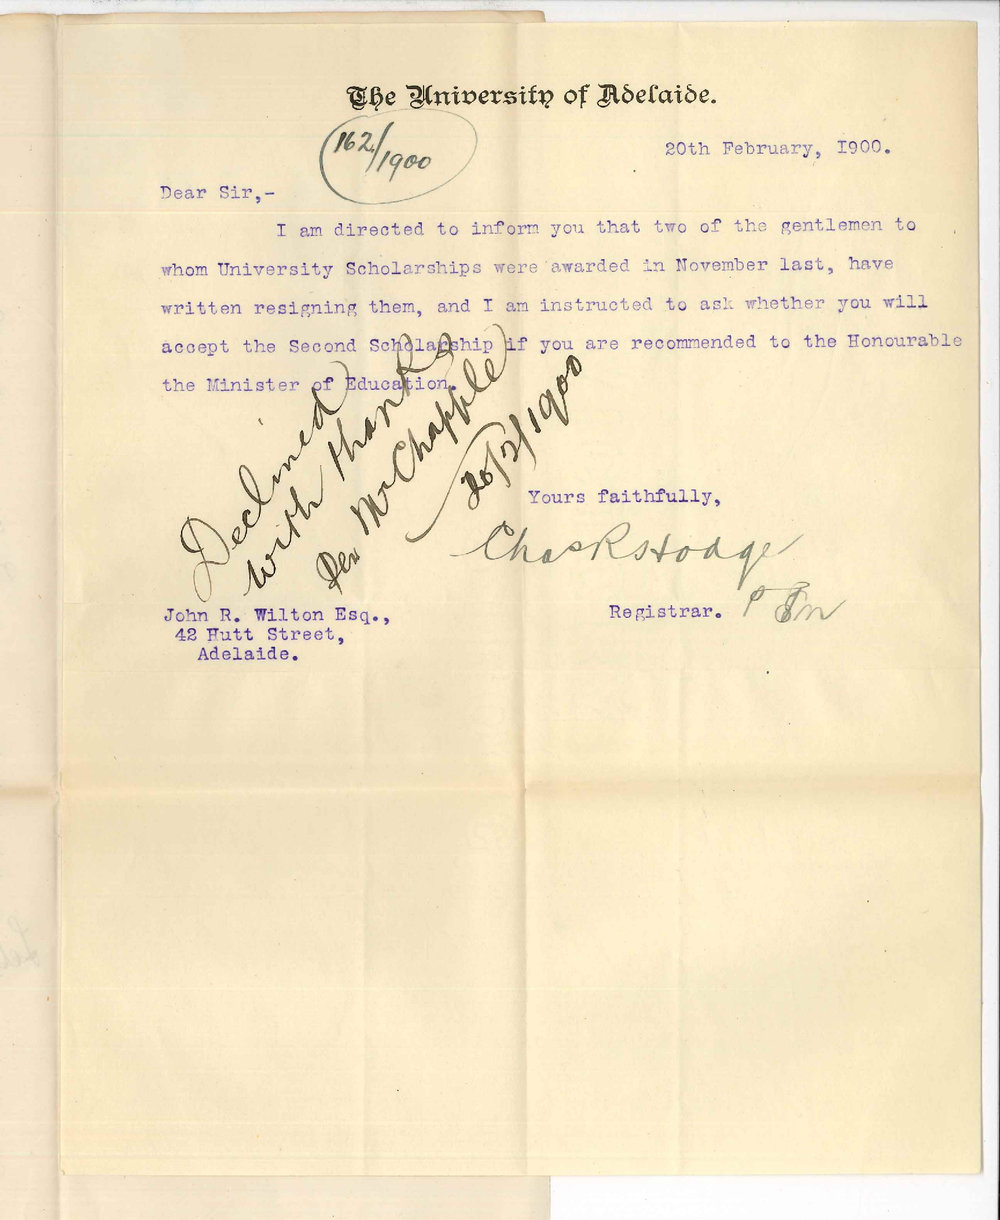 The University of Adelaide.
162/1900
20th February, 1900.
Dear Sir,-
I am directed to inform you that two of the gentlemen to
whom University Scholarships were awarded in November last, have
written resigning them, and I am instructed to ask whether you will
accept the Second Scholarship if you are recommended to the Honourable
the Minister of Education.
Declined
with thanks
per Mr Chapple
26/2/1900
Yours faithfully,
Chas R Hodge
Registrar.
John R. Wilton Esq.,
42 Hutt Street,
Adelaide.